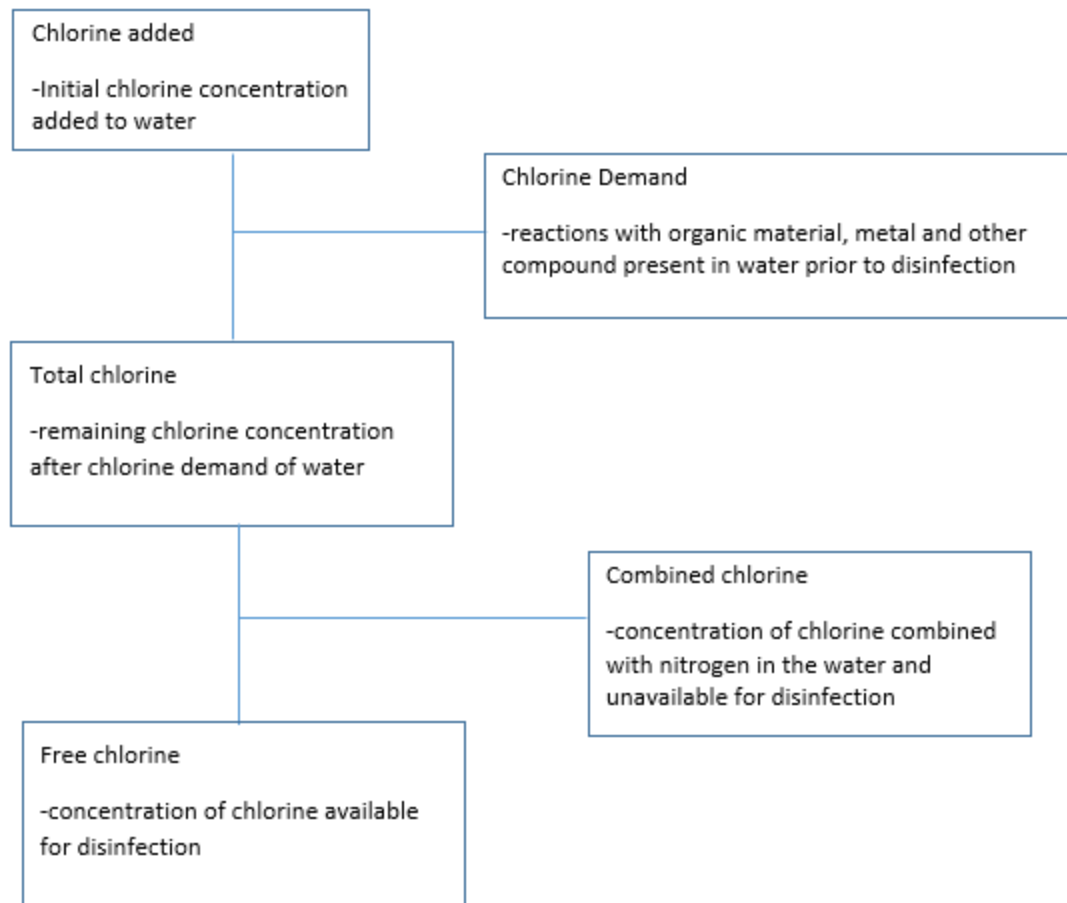 Chlorine added
-Initial chlorine concentration
added to water
Chlorine Demand
-reactions with organic material, metal and other
compound present in water prior to disinfection
Total chlorine
-remaining chlorine concentration
after chlorine demand of water
Combined chlorine
-concentration of chlorine combined
with nitrogen in the water and
unavailable for disinfection
Free chlorine
-concentration of chlorine available
for disinfection